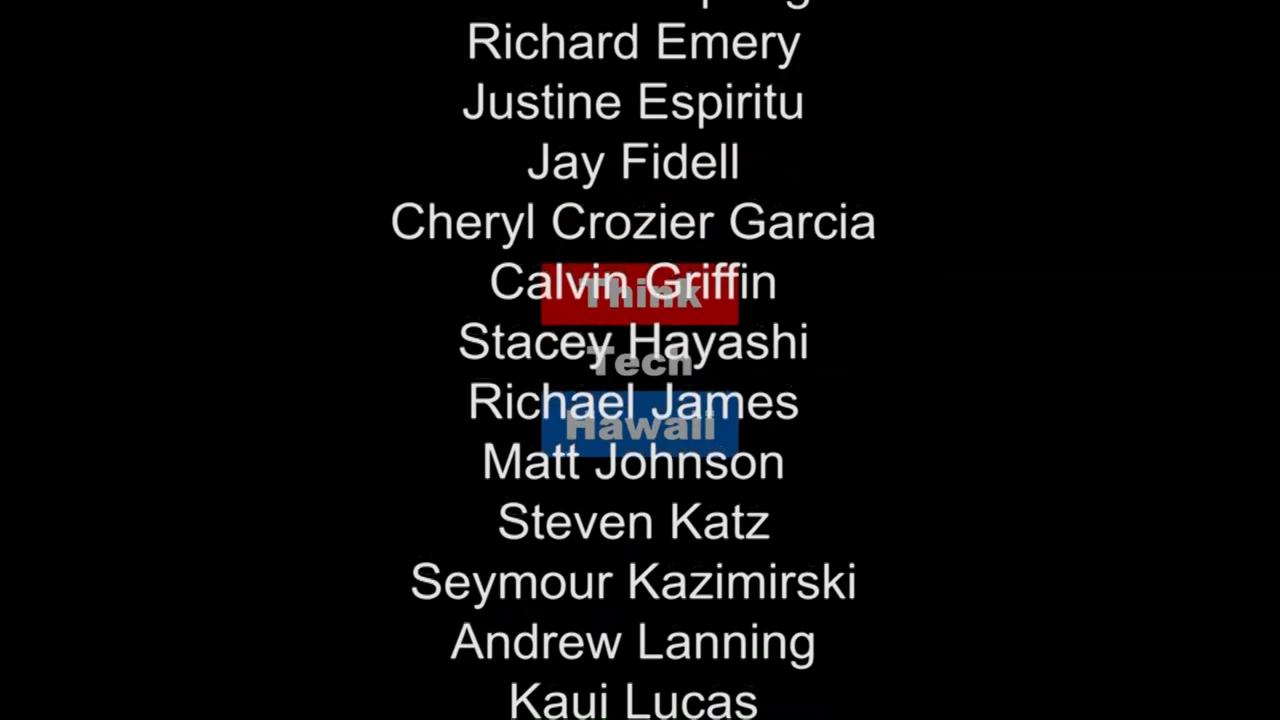 Richard Emery
Justine Espiritu
Jay Fidell
Cheryl Crozier Garcia
Calvin Griffin
Think
Stacey Hayashi
Tech
Richael James
Hawaii
Matt Johnson
Steven Katz
Seymour Kazimirski
Andrew Lanning
Kaui Lucas